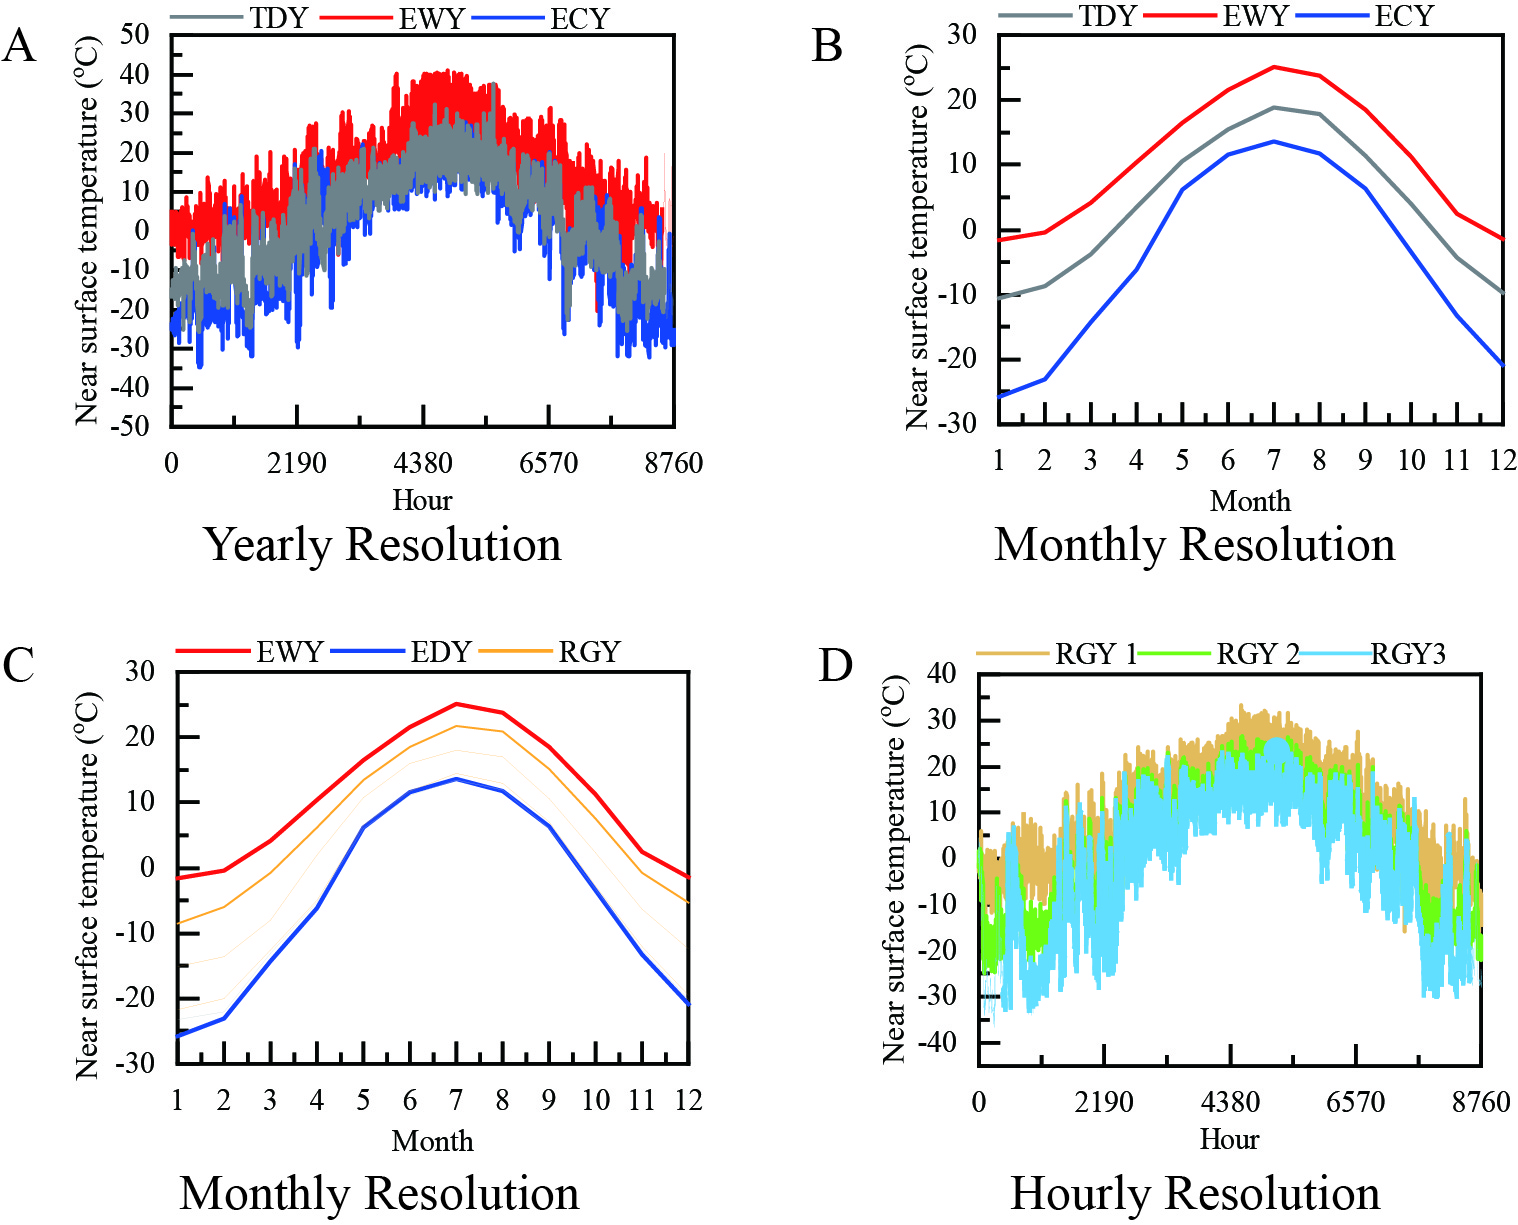 A
TDY EWY ECY
Near surface temperature (°C)
50
40
30
20
10
0
-10
-20
-30
-40
-50
0 2190 4380 6570 8760
Hour
Yearly Resolution
B
TDY EWY ECY
Near surface temperature (°C)
30
20
10
0
-10
-20
-30
1 2 3 4 5 6 7 8 9 10 11 12
Month
Monthly Resolution
C
EWY EDY RGY
Near surface temperature (°C)
30
20
10
0
-10
-20
-30
1 2 3 4 5 6 7 8 9 10 11 12
Month
Monthly Resolution
D
RGY 1 RGY 2 RGY3
Near surface temperature (°C)
40
30
20
10
0
-10
-20
-30
-40
0 2190 4380 6570 8760
Hour
Hourly Resolution